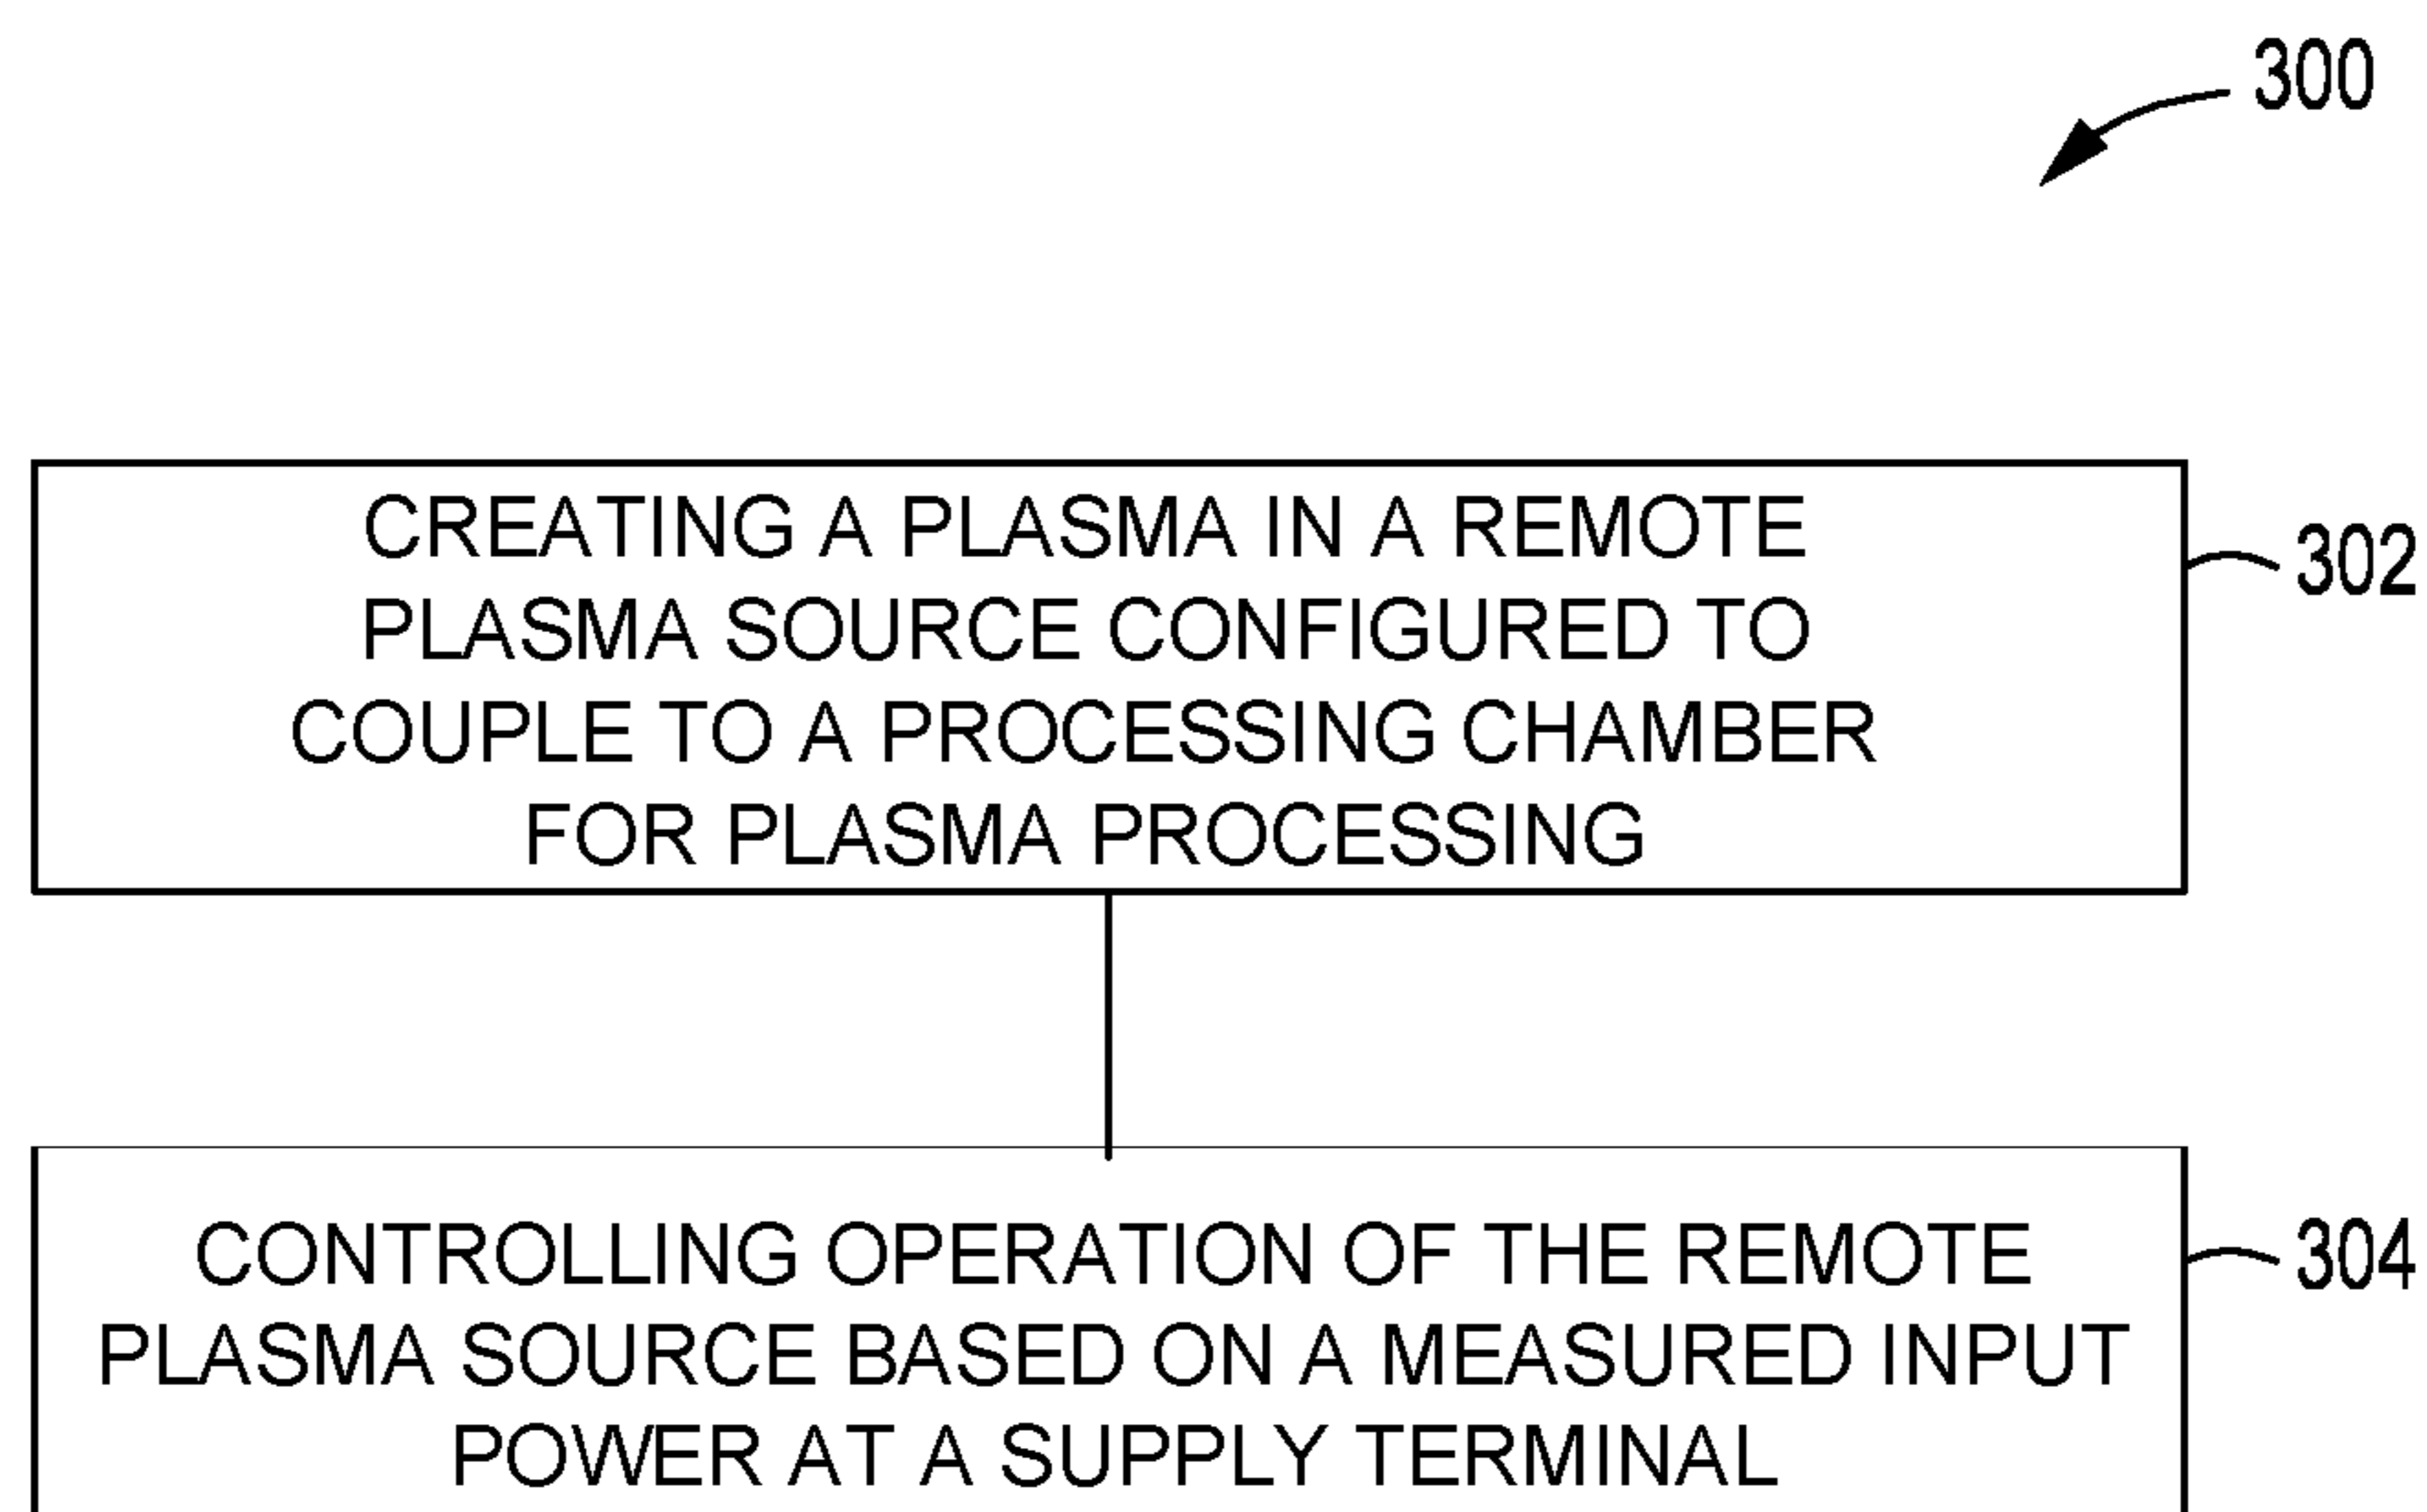 300
CREATING A PLASMA IN A REMOTE
PLASMA SOURCE CONFIGURED TO
COUPLE TO A PROCESSING CHAMBER
FOR PLASMA PROCESSING
302
CONTROLLING OPERATION OF THE REMOTE
PLASMA SOURCE BASED ON A MEASURED INPUT
POWER AT A SUPPLY TERMINAL
304